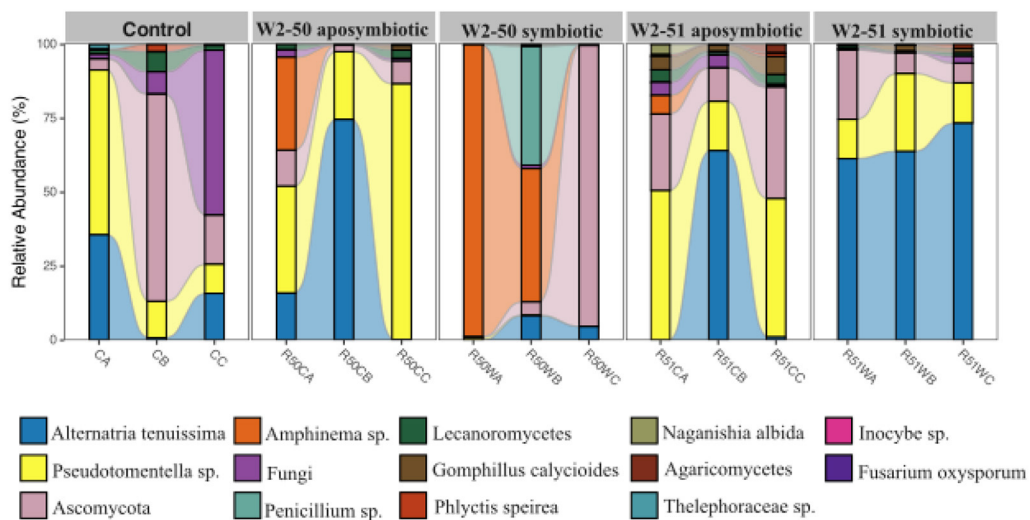 Control W2-50 aposymbiotic W2-50 symbiotic W2-51 aposymbiotic W2-51 symbiotic
100
75
50
25
0
Relative Abundance (%)
CA CB CC R50CA R50CB R50CC R50WA R50WB R50WC R51CA R51CB R51CC R51WA R51WB R51WC
Alternatria tenuissima Amphinema sp. Lecanoromycetes Naganishia albida Inocybe sp.
Pseudotomentella sp. Fungi Gomphillus calycioides Agaricomycetes Fusarium oxysporum
Ascomycota Penicillium sp. Phlyctis speirea Thelephoraceae sp.